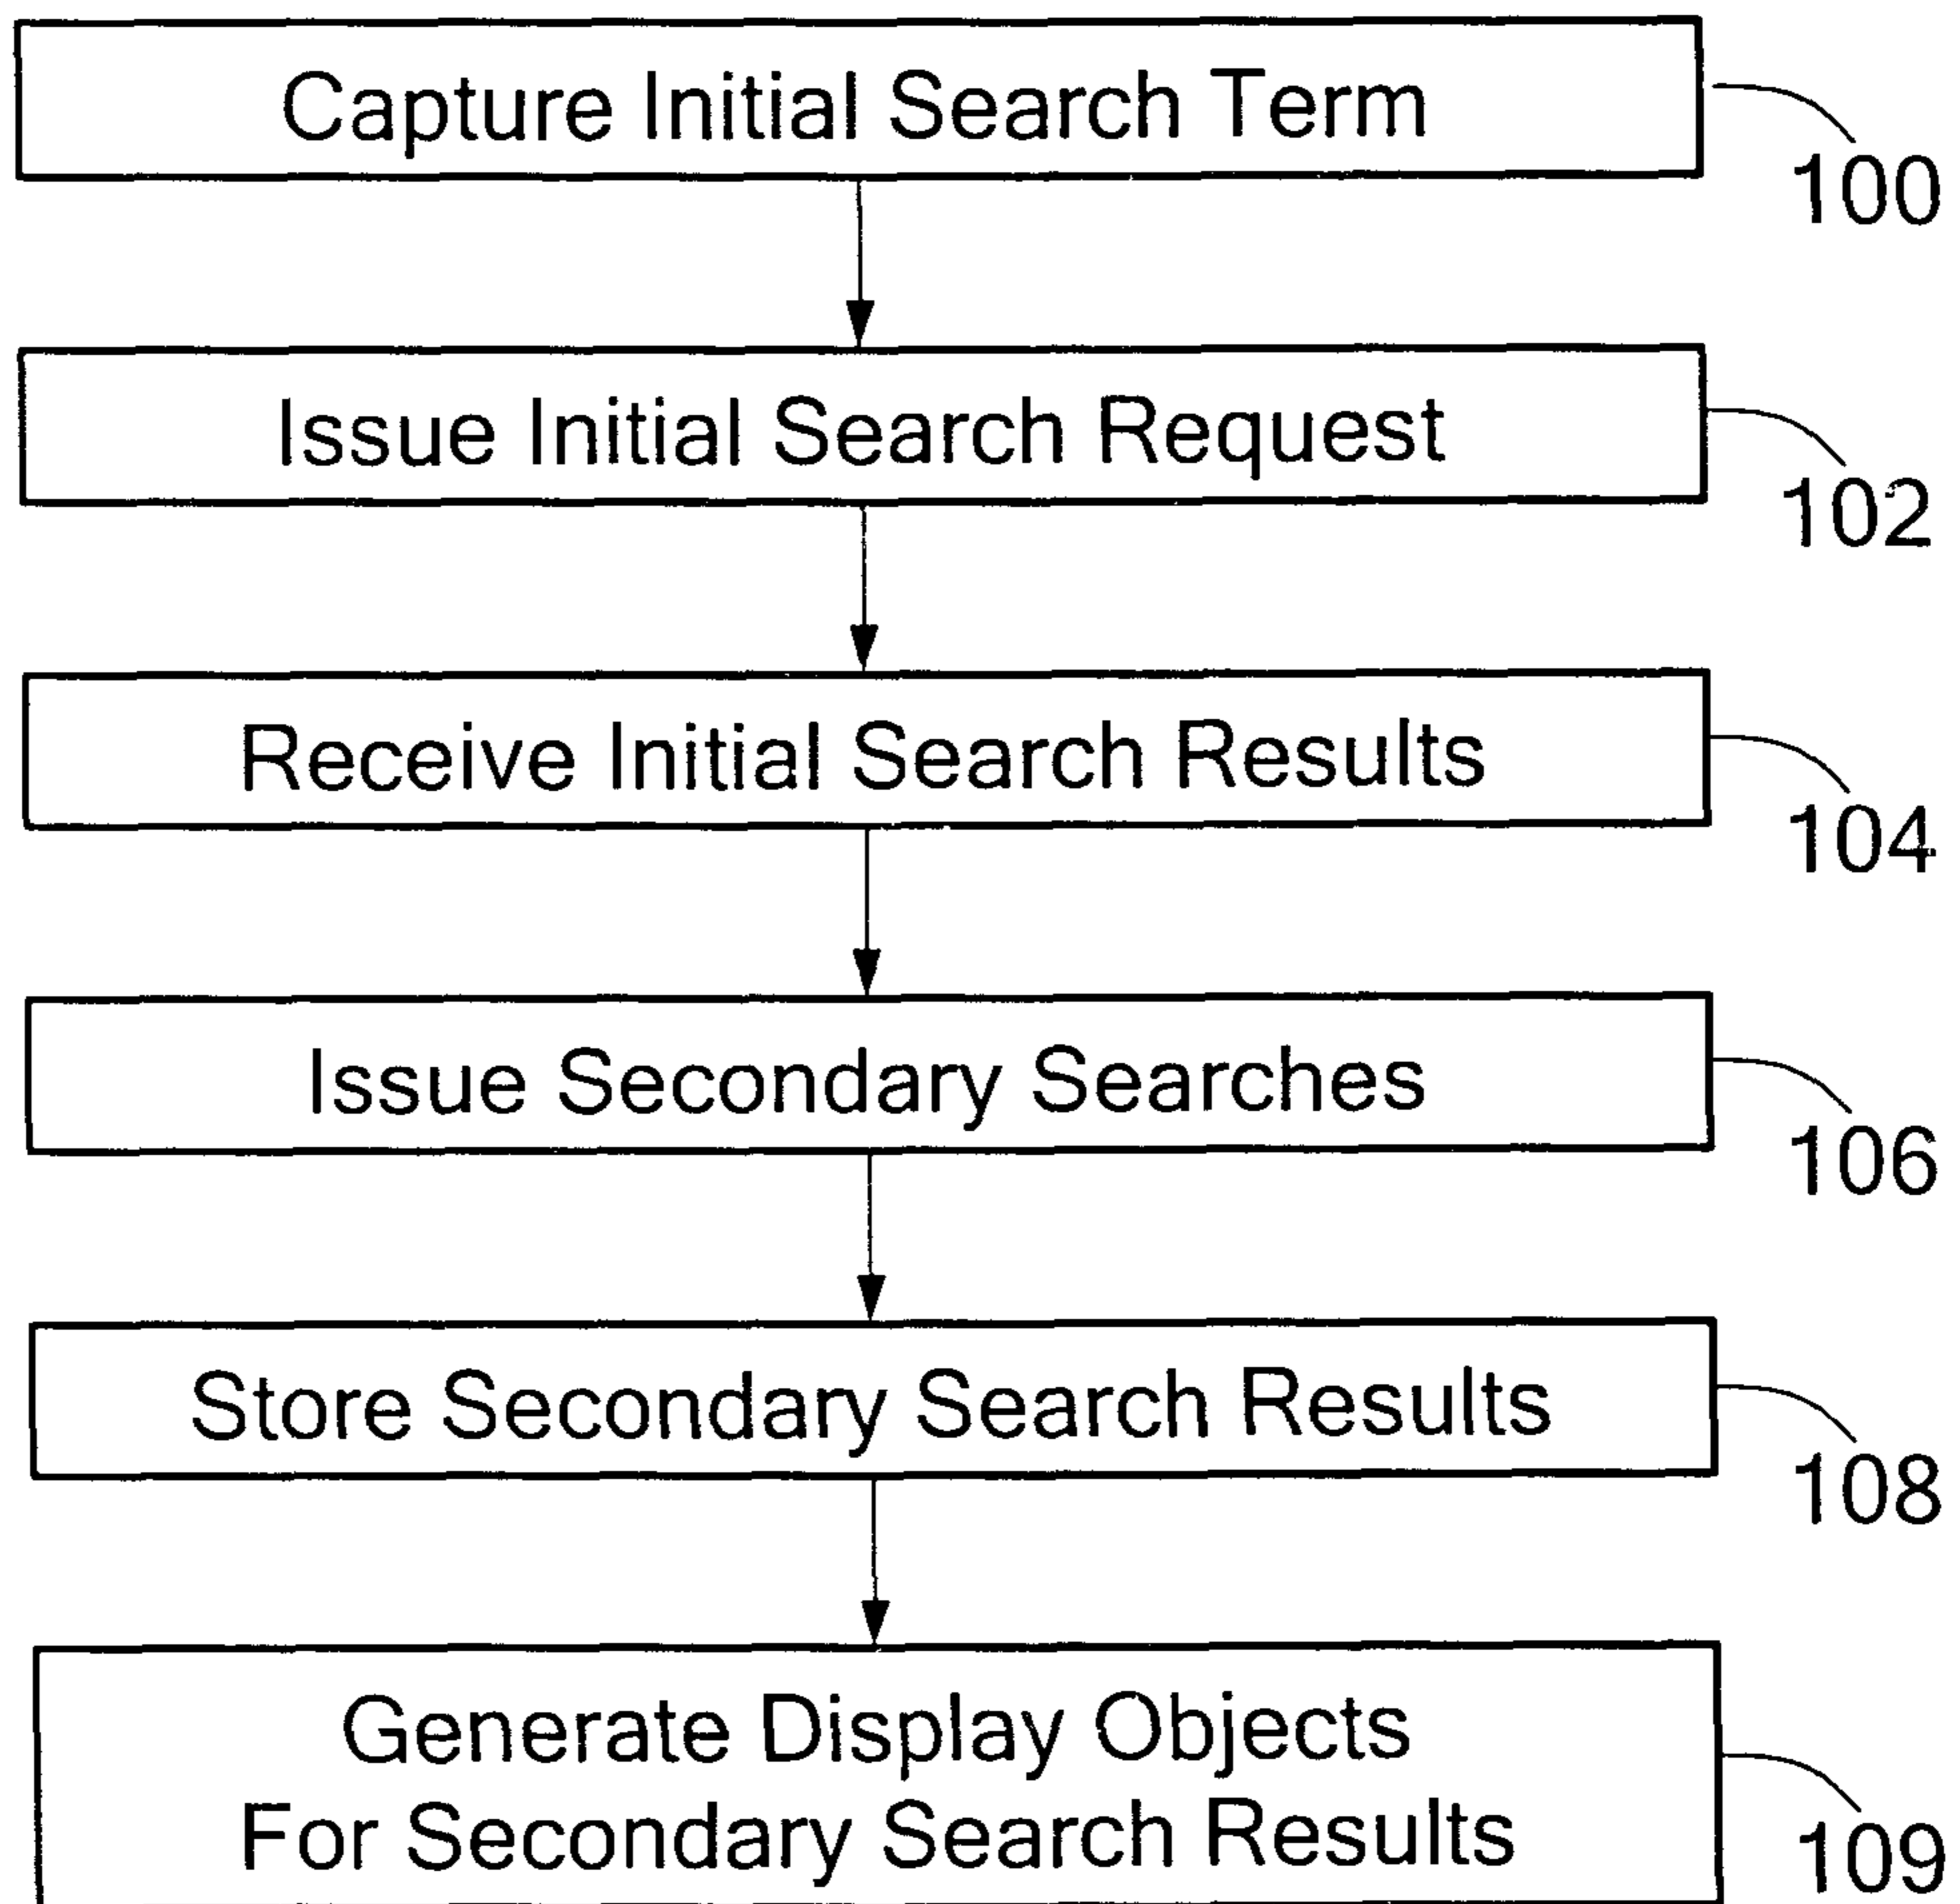 Capture Initial Search Term
100
Issue Initial Search Request
102
Receive Initial Search Results
104
Issue Secondary Searches
106
Store Secondary Search Results
108
Generate Display Objects
For Secondary Search Results
109